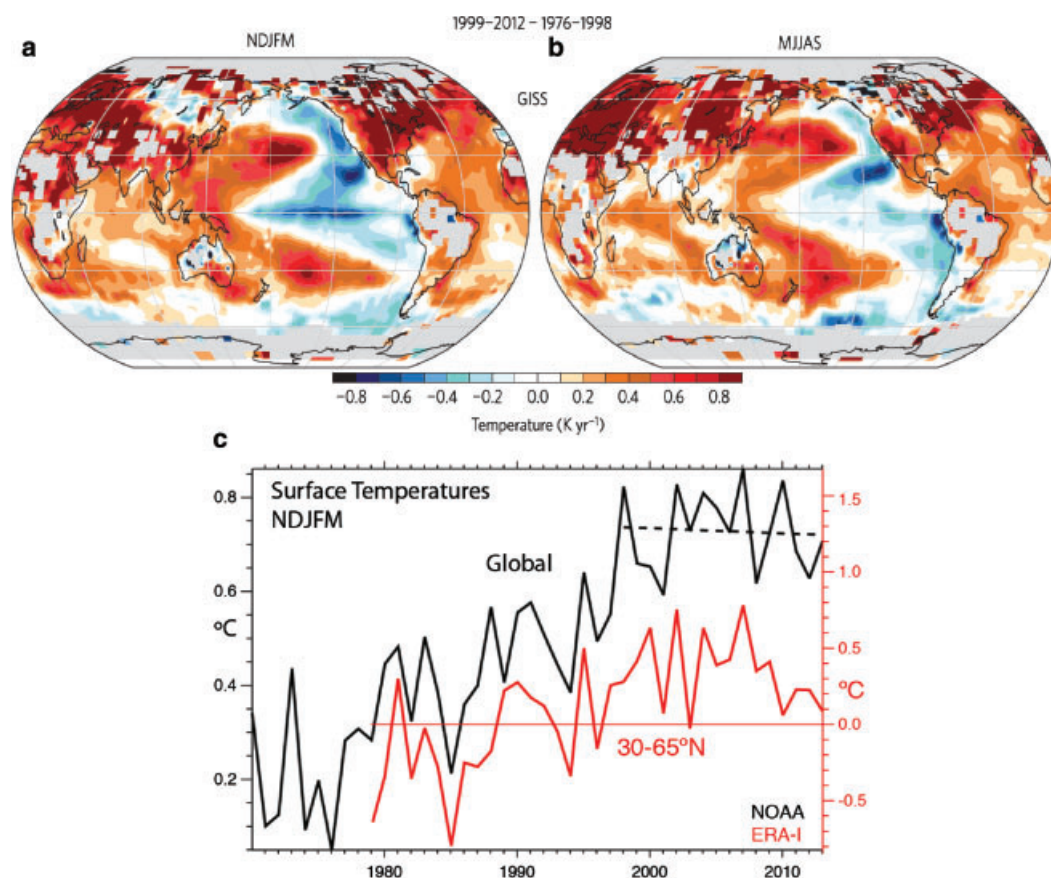 1999–2012 – 1976–1998
a
NDJFM
b
MJJAS
GISS
−0.8 −0.6 −0.4 −0.2 0.0 0.2 0.4 0.6 0.8
Temperature (K yr⁻¹)
c
Surface Temperatures
NDJFM
Global
0.8
0.6
ºC
0.4
0.2
1.5
1.0
0.5
ºC
0.0
-0.5
30-65ºN
NOAA
ERA-I
1980 1990 2000 2010